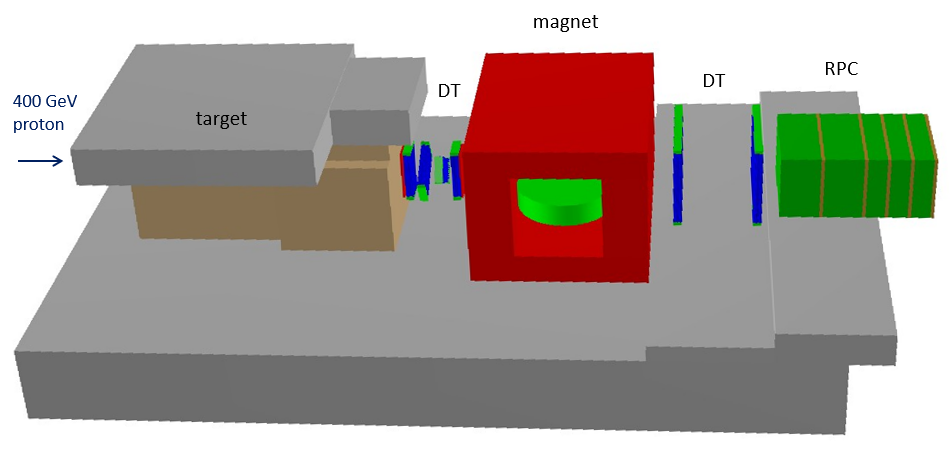 magnet
RPC
DT
DT
400 GeV
proton
target